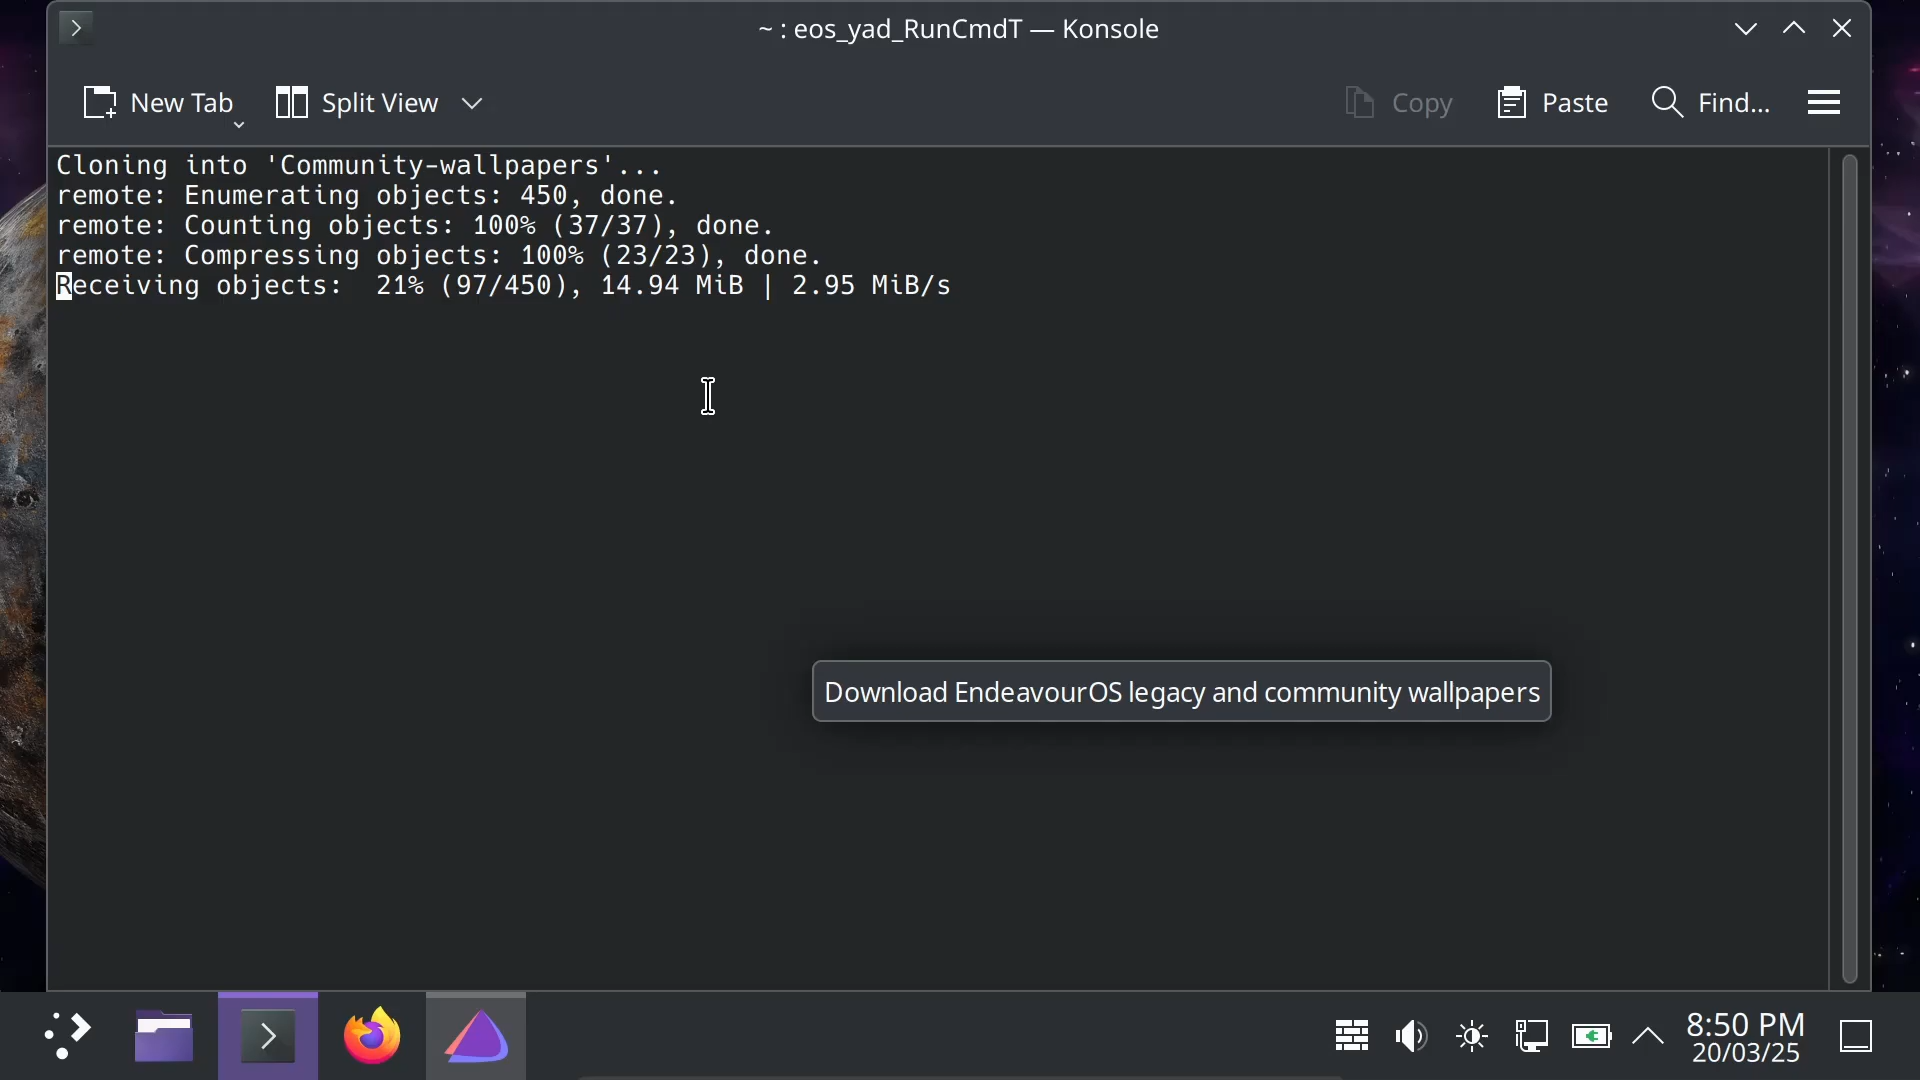 ~ : eos_yad_RunCmdT — Konsole
New Tab
Split View
Copy
Paste
Find...
Cloning into 'Community-wallpapers'...
remote: Enumerating objects: 450, done.
remote: Counting objects: 100% (37/37), done.
remote: Compressing objects: 100% (23/23), done.
Receiving objects:  21% (97/450), 14.94 MiB | 2.95 MiB/s
Download EndeavourOS legacy and community wallpapers
8:50 PM
20/03/25